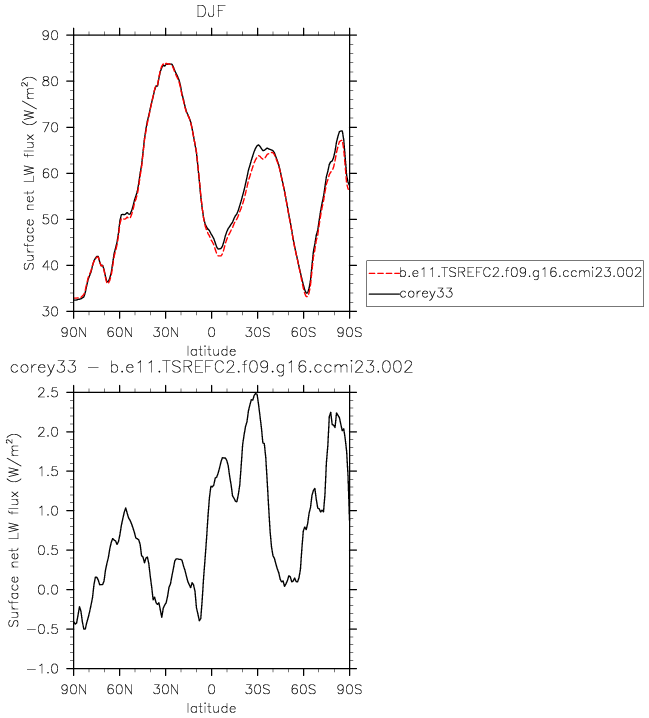 DJF
90
80
70
60
50
40
30
Surface net LW flux (W/m²)
90N 60N 30N 0 30S 60S 90S
latitude
b.e11.TSREFC2.f09.g16.ccmi23.002
corey33
corey33 − b.e11.TSREFC2.f09.g16.ccmi23.002
2.5
2.0
1.5
1.0
0.5
0.0
−0.5
−1.0
Surface net LW flux (W/m²)
90N 60N 30N 0 30S 60S 90S
latitude